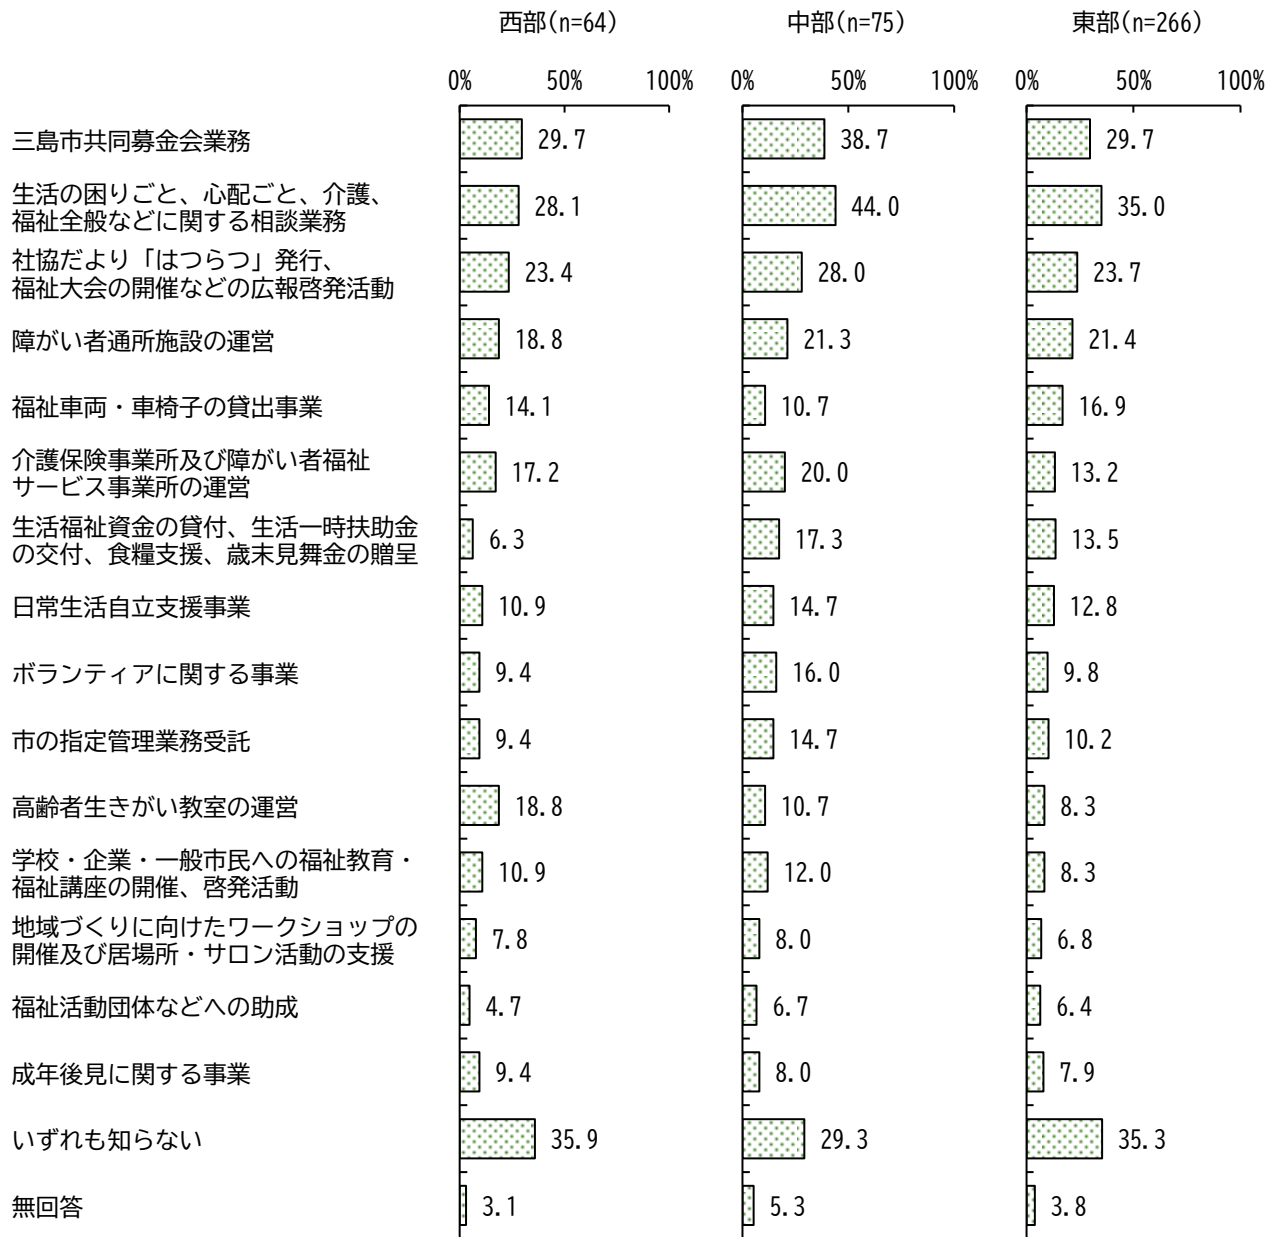 西部(n=64) 中部(n=75) 東部(n=266)
0% 50% 100% 0% 50% 100% 0% 50% 100%
三島市共同募金会業務 29.7 38.7 29.7
生活の困りごと、心配ごと、介護、
福祉全般などに関する相談業務 28.1 44.0 35.0
社協だより「はつらつ」発行、
福祉大会の開催などの広報啓発活動 23.4 28.0 23.7
障がい者通所施設の運営 18.8 21.3 21.4
福祉車両・車椅子の貸出事業 14.1 10.7 16.9
介護保険事業所及び障がい者福祉
サービス事業所の運営 17.2 20.0 13.2
生活福祉資金の貸付、生活一時扶助金
の交付、食糧支援、歳末見舞金の贈呈 6.3 17.3 13.5
日常生活自立支援事業 10.9 14.7 12.8
ボランティアに関する事業 9.4 16.0 9.8
市の指定管理業務受託 9.4 14.7 10.2
高齢者生きがい教室の運営 18.8 10.7 8.3
学校・企業・一般市民への福祉教育・
福祉講座の開催、啓発活動 10.9 12.0 8.3
地域づくりに向けたワークショップの
開催及び居場所・サロン活動の支援 7.8 8.0 6.8
福祉活動団体などへの助成 4.7 6.7 6.4
成年後見に関する事業 9.4 8.0 7.9
いずれも知らない 35.9 29.3 35.3
無回答 3.1 5.3 3.8